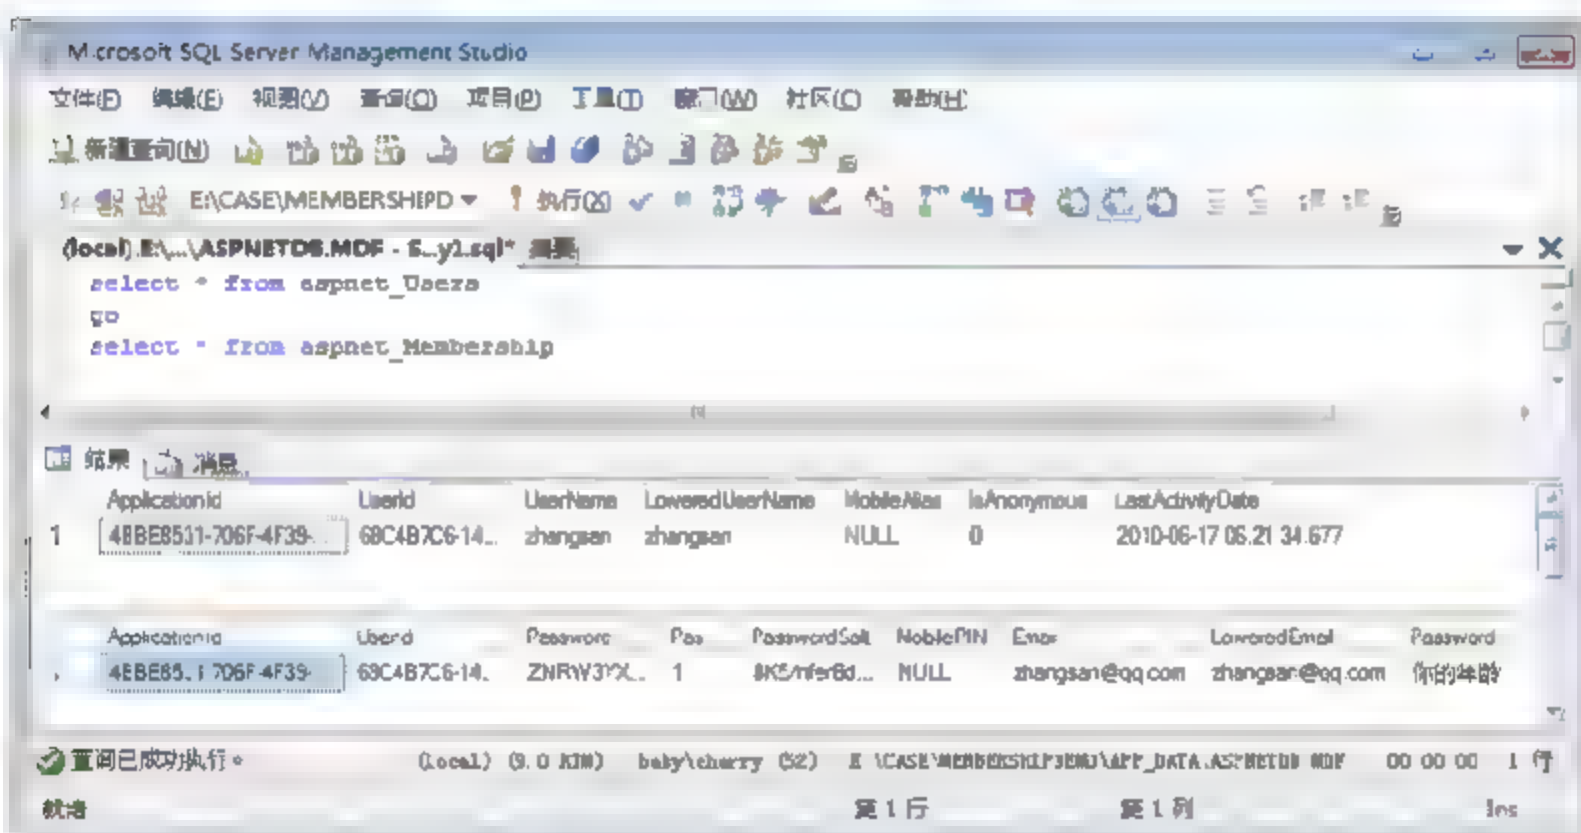 Microsoft SQL Server Management Studio
文件(F) 编辑(E) 视图(V) 查询(Q) 项目(P) 工具(T) 窗口(W) 社区(C) 帮助(H)
新建查询(N)
E:\CASE\MEMBERSHIPD 执行(X)
(local).E:\...\ASPNETDB.MDF - S...y1.sql* 摘要
select * from aspnet_Users
go
select * from aspnet_Membership
结果 消息
ApplicationId UserId UserName LoweredUserName MobileAlias IsAnonymous LastActivityDate
1 4BBE8511-706F-4F39-... 68C4B7C6-14... zhangsan zhangsan NULL 0 2010-06-17 06:21:34.677
ApplicationId UserId Password Pas PasswordSalt MobilePIN Email LoweredEmail Password
4BBE8511-706F-4F39- 68C4B7C6-14... 1 NULL zhangsan@qq.com zhangsan@qq.com 你的
查询已成功执行。 (local) (9.0 RTM) baby\cherry (52) E:\CASE\MEMBERSHIPDEMO\APP_DATA\ASPNETDB.MDF 00:00:00 1 行
就绪 第 1 行 第 1 列 Ins